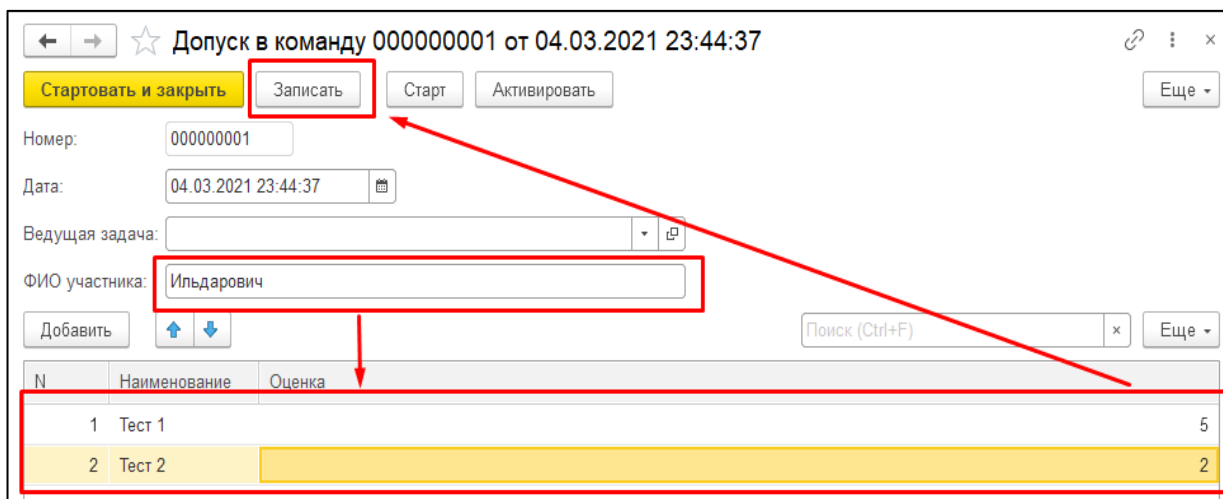 Допуск в команду 000000001 от 04.03.2021 23:44:37
Стартовать и закрыть Записать Старт Активировать Еще
Номер: 000000001
Дата: 04.03.2021 23:44:37
Ведущая задача:
ФИО участника: Ильдарович
Добавить Поиск (Ctrl+F) × Еще
N Наименование Оценка
1 Тест 1 5
2 Тест 2 2